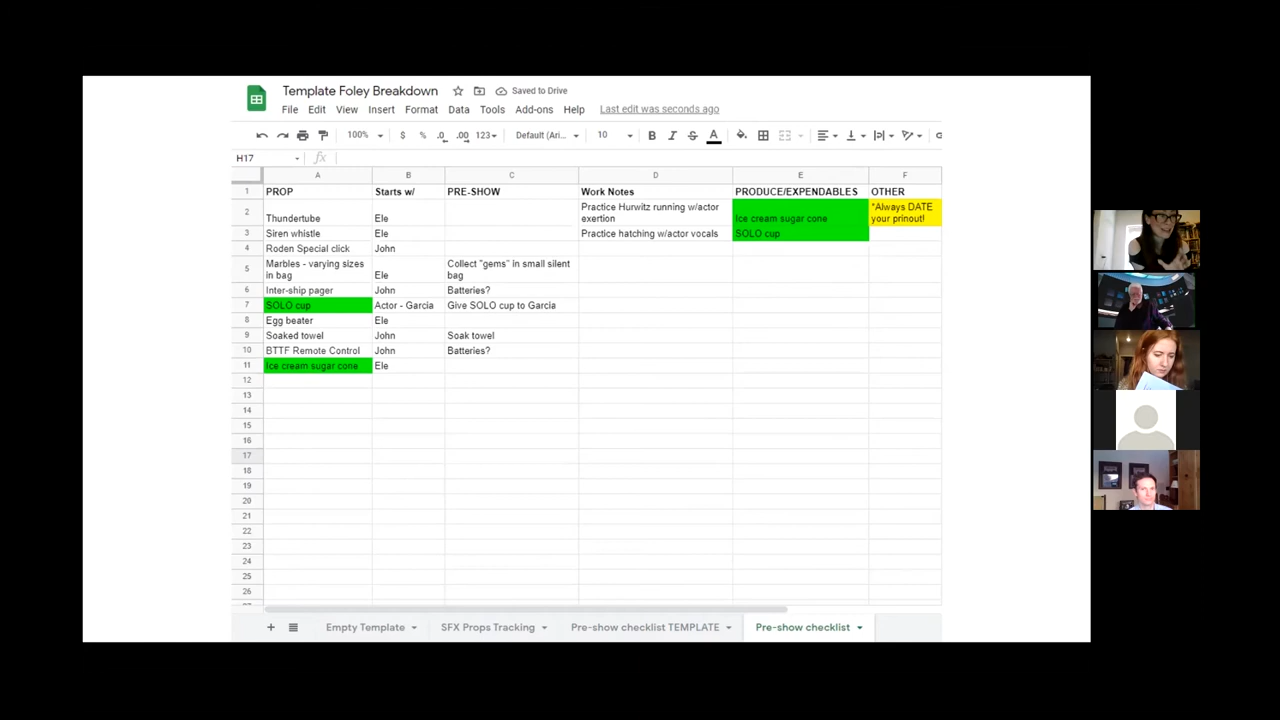 Template Foley Breakdown Saved to Drive
File Edit View Insert Format Data Tools Add-ons Help Last edit was seconds ago
100% $ % .0 .00 123 Default (Ari... 10 B I S A
H17 fx
A B C D E F
1 PROP Starts w/ PRE-SHOW Work Notes PRODUCE/EXPENDABLES OTHER
Practice Hurwitz running w/actor *Always DATE
2 Thundertube Ele exertion Ice cream sugar cone your prinout!
3 Siren whistle Ele Practice hatching w/actor vocals SOLO cup
4 Roden Special click John
Marbles - varying sizes Collect "gems" in small silent
5 in bag Ele bag
6 Inter-ship pager John Batteries?
7 SOLO cup Actor - Garcia Give SOLO cup to Garcia
8 Egg beater Ele
9 Soaked towel John Soak towel
10 BTTF Remote Control John Batteries?
11 Ice cream sugar cone Ele
12
13
14
15
16
17
18
19
20
21
22
23
24
25
26
+ Empty Template SFX Props Tracking Pre-show checklist TEMPLATE Pre-show checklist